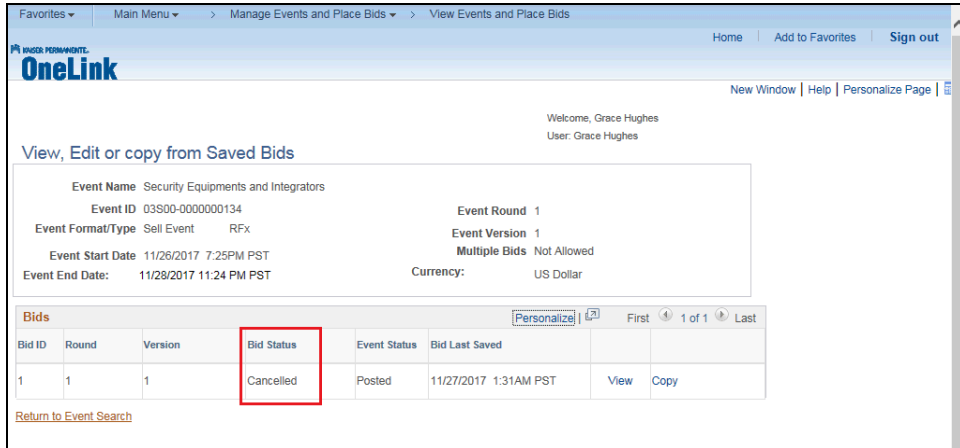 Favorites Main Menu > Manage Events and Place Bids > View Events and Place Bids
Home Add to Favorites Sign out
KAISER PERMANENTE.
OneLink
New Window | Help | Personalize Page |
Welcome, Grace Hughes
User: Grace Hughes
View, Edit or copy from Saved Bids
Event Name Security Equipments and Integrators
Event ID 03S00-0000000134 Event Round 1
Event Format/Type Sell Event RFx Event Version 1
Event Start Date 11/26/2017 7:25PM PST Multiple Bids Not Allowed
Event End Date: 11/28/2017 11:24 PM PST Currency: US Dollar
Bids Personalize | First 1 of 1 Last
Bid ID Round Version Bid Status Event Status Bid Last Saved
1 1 1 Cancelled Posted 11/27/2017 1:31AM PST View Copy
Return to Event Search